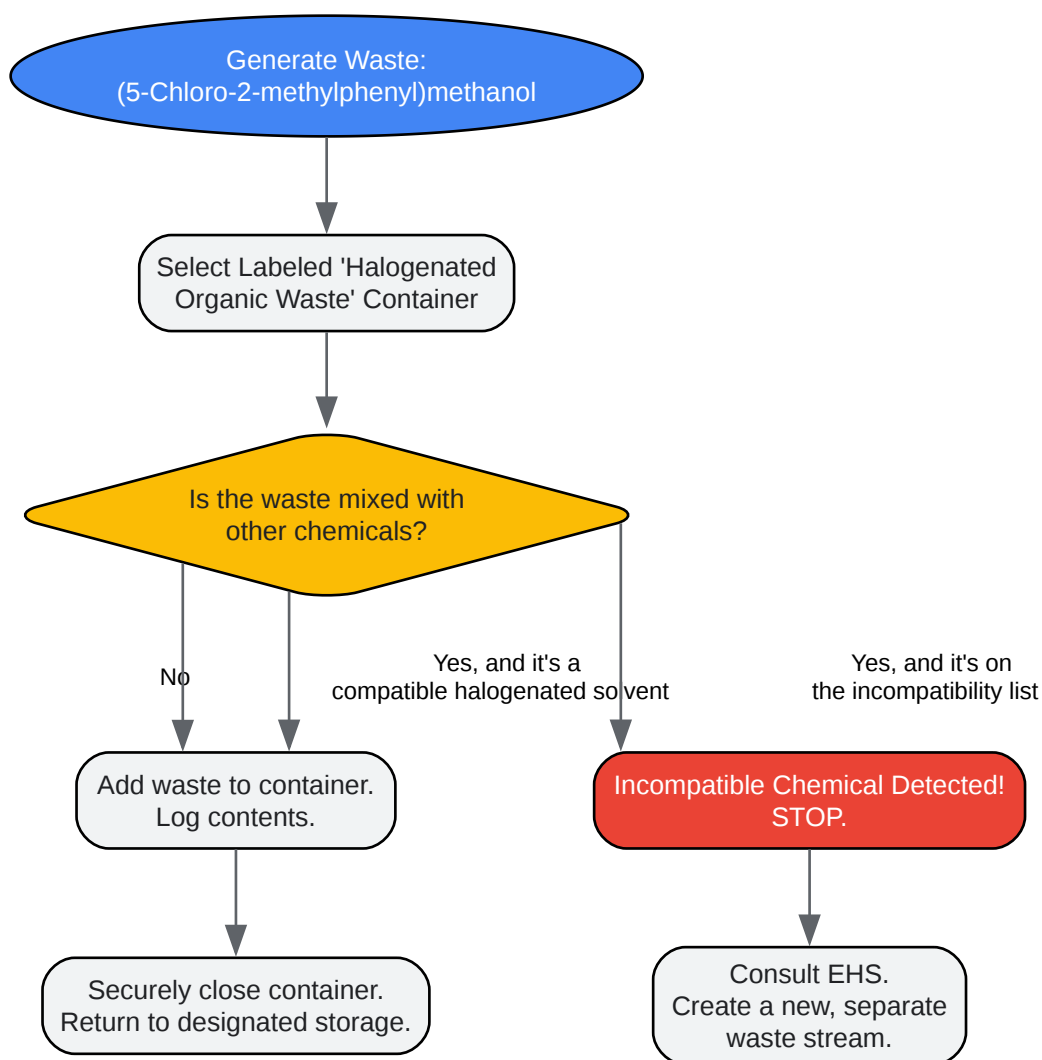 Generate Waste:
(5-Chloro-2-methylphenyl)methanol
Select Labeled 'Halogenated
Organic Waste' Container
Is the waste mixed with
other chemicals?
No
Yes, and it's a
compatible halogenated solvent
Yes, and it's on
the incompatibility list
Add waste to container.
Log contents.
Incompatible Chemical Detected!
STOP.
Securely close container.
Return to designated storage.
Consult EHS.
Create a new, separate
waste stream.